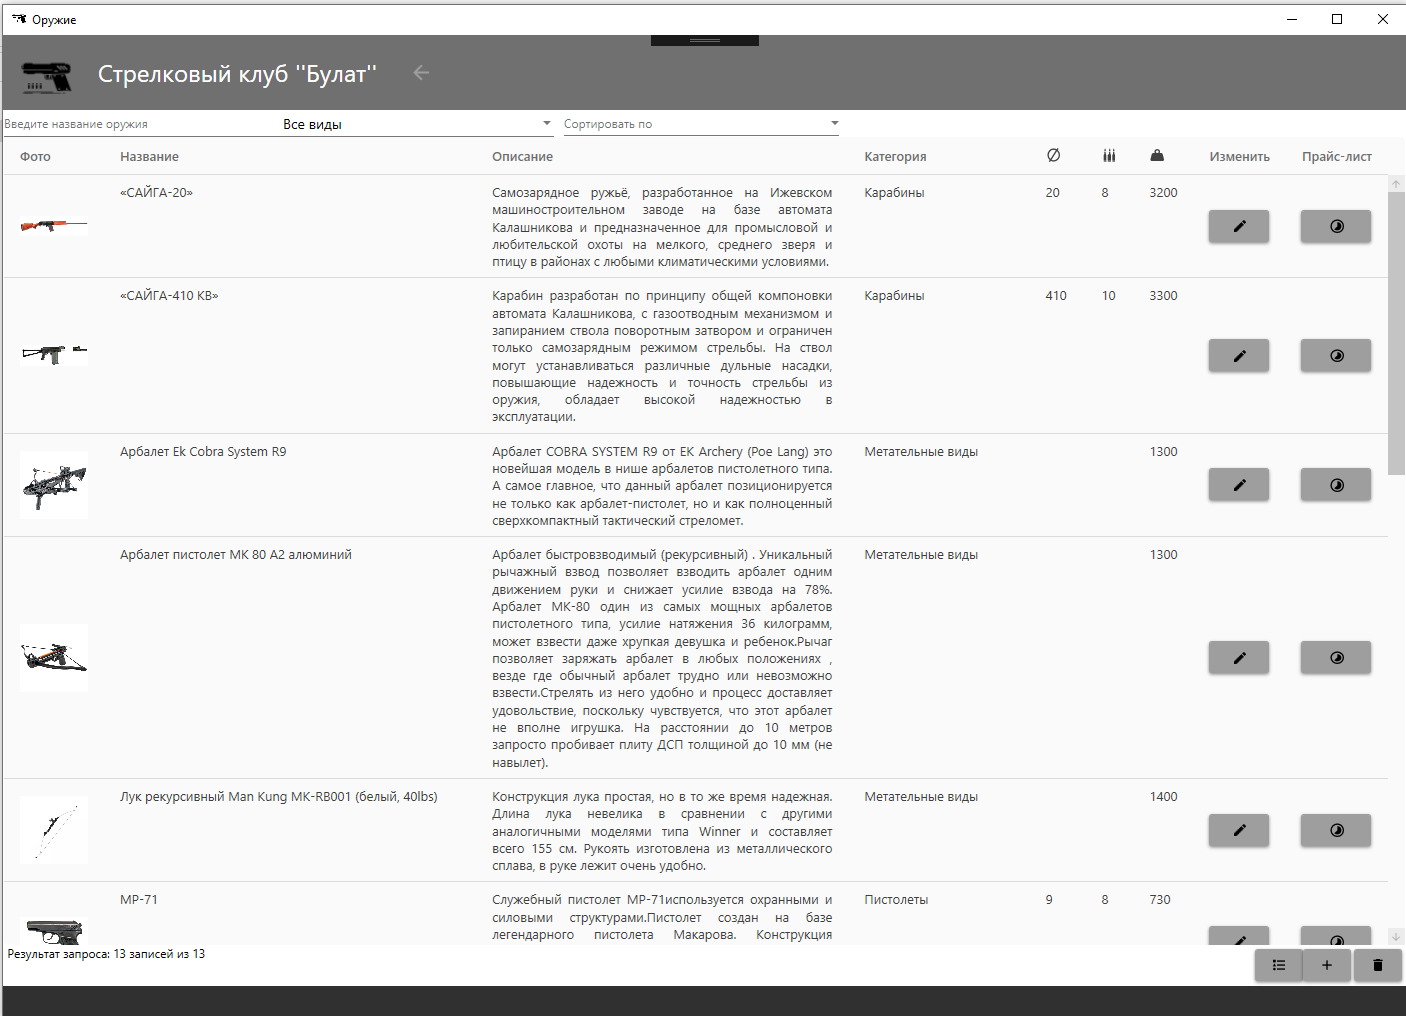 Оружие
Стрелковый клуб "Булат"
Введите название оружия
Все виды
Сортировать по
Фото Название Описание Категория Изменить Прайс-лист
«САЙГА-20»
Самозарядное ружьё, разработанное на Ижевском
машиностроительном заводе на базе автомата
Калашникова и предназначенное для промысловой и
любительской охоты на мелкого, среднего зверя и
птицу в районах с любыми климатическими условиями.
Карабины 20 8 3200
«САЙГА-410 КВ»
Карабин разработан по принципу общей компоновки
автомата Калашникова, с газоотводным механизмом и
запиранием ствола поворотным затвором и ограничен
только самозарядным режимом стрельбы. На ствол
могут устанавливаться различные дульные насадки,
повышающие надежность и точность стрельбы из
оружия, обладает высокой надежностью в
эксплуатации.
Карабины 410 10 3300
Арбалет Ek Cobra System R9
Арбалет COBRA SYSTEM R9 от EK Archery (Poe Lang) это
новейшая модель в нише арбалетов пистолетного типа.
А самое главное, что данный арбалет позиционируется
не только как арбалет-пистолет, но и как полноценный
сверхкомпактный тактический стреломет.
Метательные виды 1300
Арбалет пистолет МК 80 А2 алюминий
Арбалет быстровзводимый (рекурсивный) . Уникальный
рычажный взвод позволяет взводить арбалет одним
движением руки и снижает усилие взвода на 78%.
Арбалет МК-80 один из самых мощных арбалетов
пистолетного типа, усилие натяжения 36 килограмм,
может взвести даже хрупкая девушка и ребенок.Рычаг
позволяет заряжать арбалет в любых положениях ,
везде где обычный арбалет трудно или невозможно
взвести.Стрелять из него удобно и процесс доставляет
удовольствие, поскольку чувствуется, что этот арбалет
не вполне игрушка. На расстоянии до 10 метров
запросто пробивает плиту ДСП толщиной до 10 мм (не
навылет).
Метательные виды 1300
Лук рекурсивный Man Kung MK-RB001 (белый, 40lbs)
Конструкция лука простая, но в то же время надежная.
Длина лука невелика в сравнении с другими
аналогичными моделями типа Winner и составляет
всего 155 см. Рукоять изготовлена из металлического
сплава, в руке лежит очень удобно.
Метательные виды 1400
МР-71
Служебный пистолет МР-71используется охранными и
силовыми структурами.Пистолет создан на базе
легендарного пистолета Макарова. Конструкция
Пистолеты 9 8 730
Результат запроса: 13 записей из 13